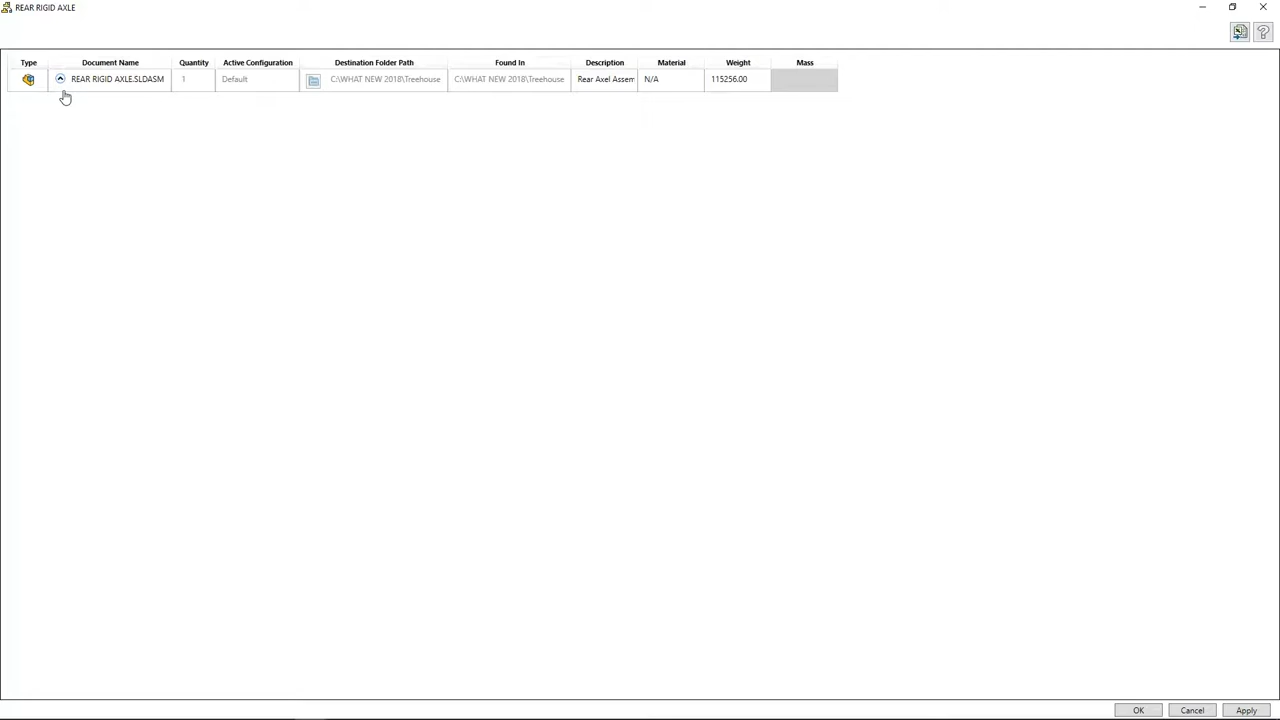 REAR RIGID AXLE
Type Document Name Quantity Active Configuration Destination Folder Path Found In Description Material Weight Mass
REAR RIGID AXLE.SLDASM 1 Default C:\WHAT NEW 2018\Treehouse C:\WHAT NEW 2018\Treehouse Rear Axel Assem N/A 115256.00
OK Cancel Apply